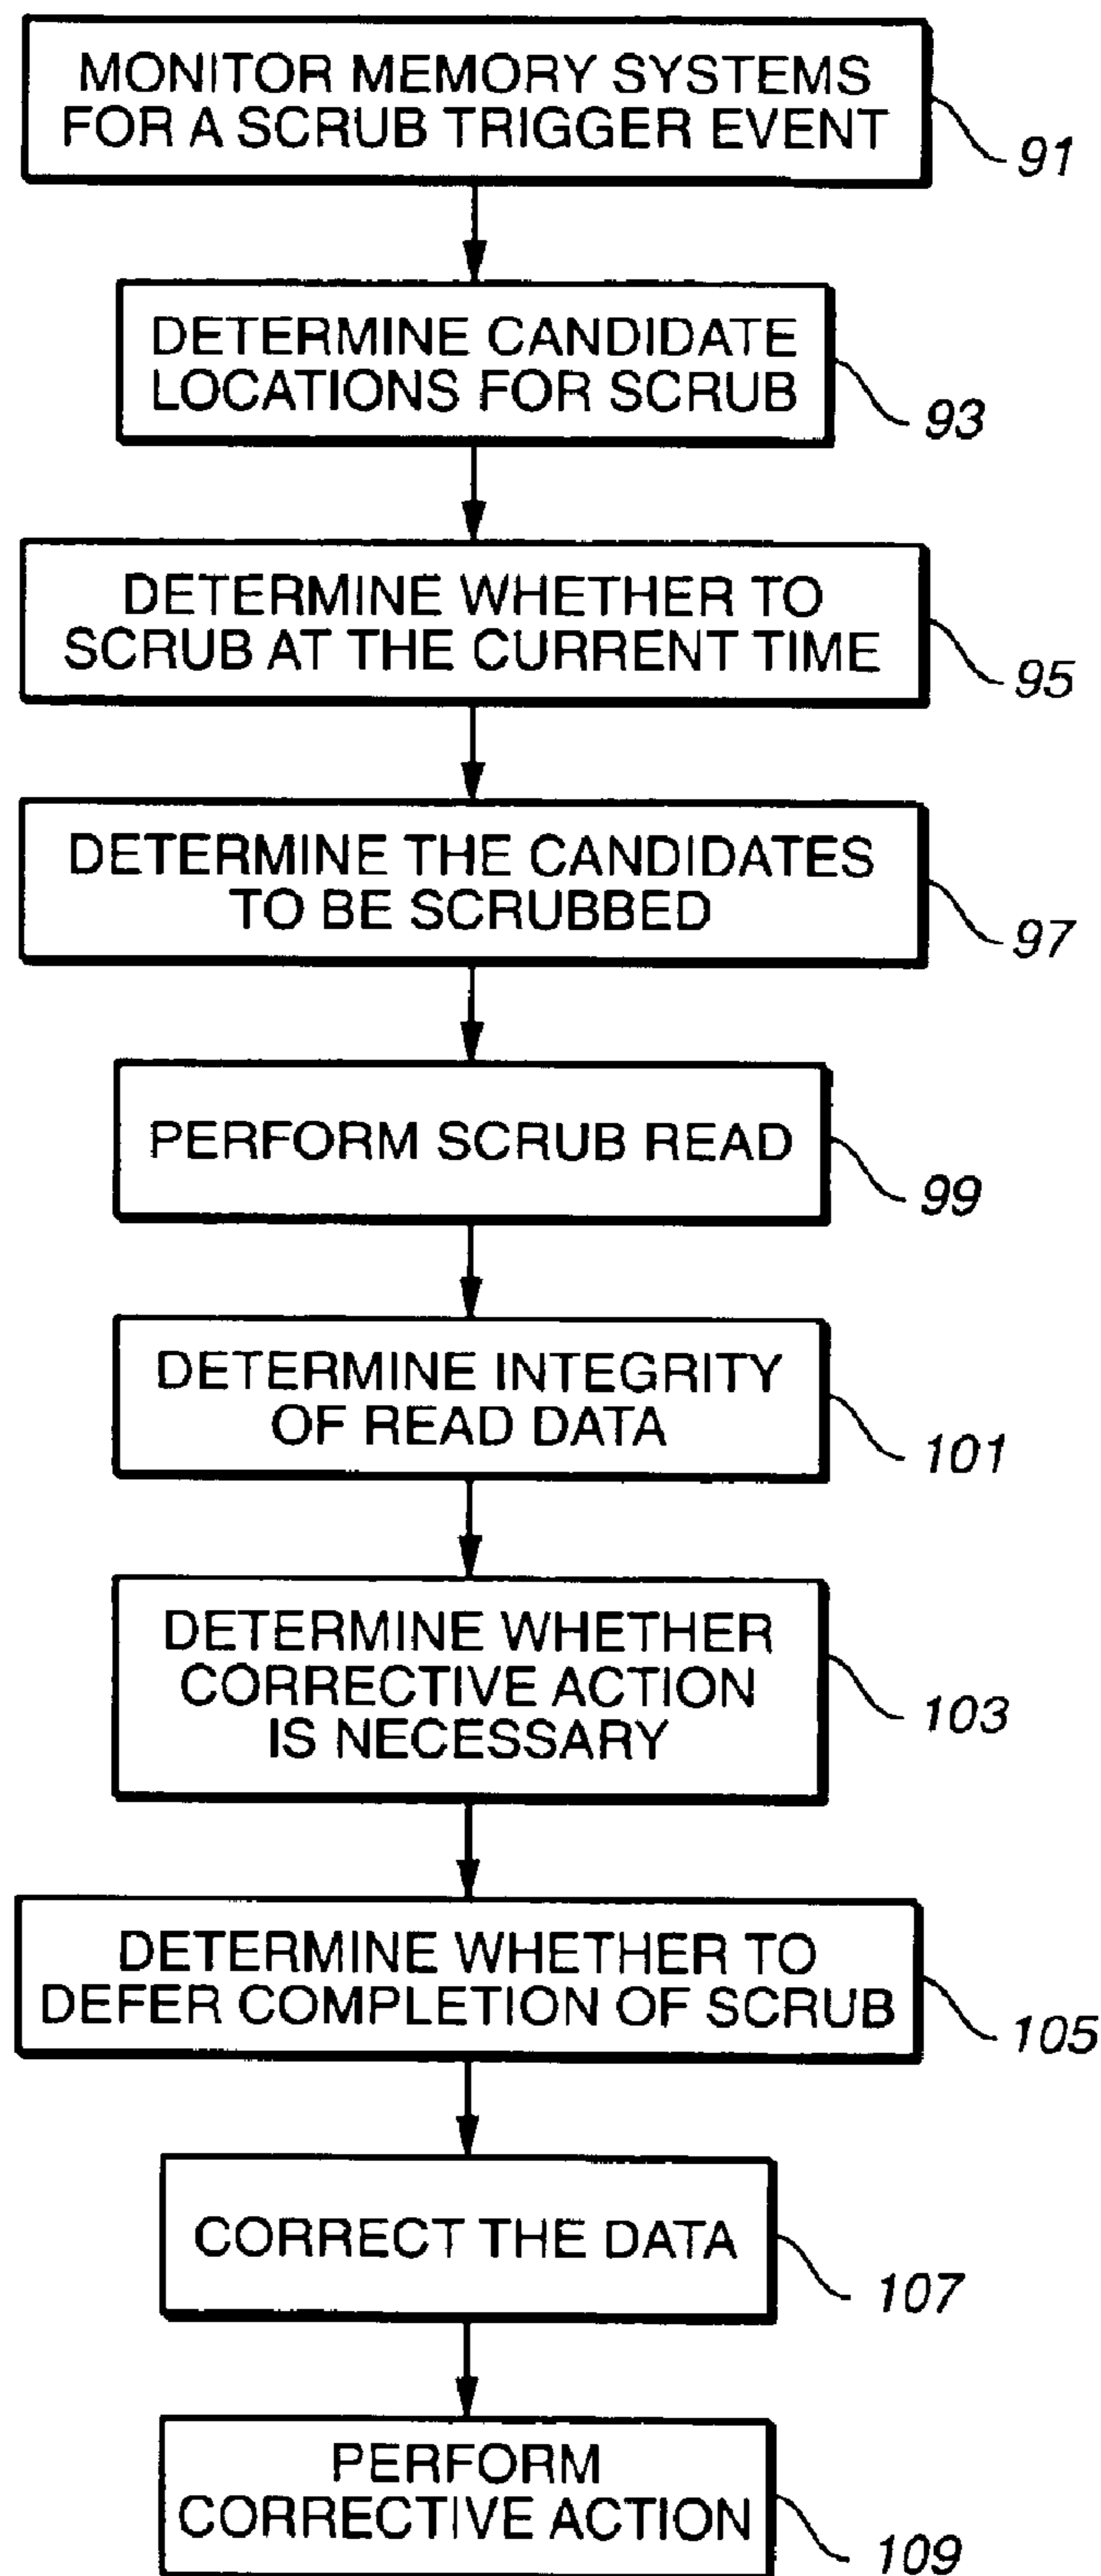 MONITOR MEMORY SYSTEMS
FOR A SCRUB TRIGGER EVENT
91
DETERMINE CANDIDATE
LOCATIONS FOR SCRUB
93
DETERMINE WHETHER TO
SCRUB AT THE CURRENT TIME
95
DETERMINE THE CANDIDATES
TO BE SCRUBBED
97
PERFORM SCRUB READ
99
DETERMINE INTEGRITY
OF READ DATA
101
DETERMINE WHETHER
CORRECTIVE ACTION
IS NECESSARY
103
DETERMINE WHETHER TO
DEFER COMPLETION OF SCRUB
105
CORRECT THE DATA
107
PERFORM
CORRECTIVE ACTION
109